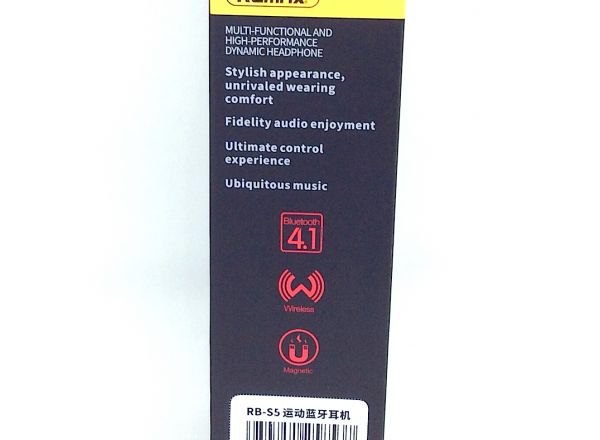 MULTI-FUNCTIONAL AND
HIGH-PERFORMANCE
DYNAMIC HEADPHONE
Stylish appearance,
unrivaled wearing
comfort
Fidelity audio enjoyment
Ultimate control
experience
Ubiquitous music
Bluetooth
4.1
Wireless
Magnetic
RB-S5 运动蓝牙耳机